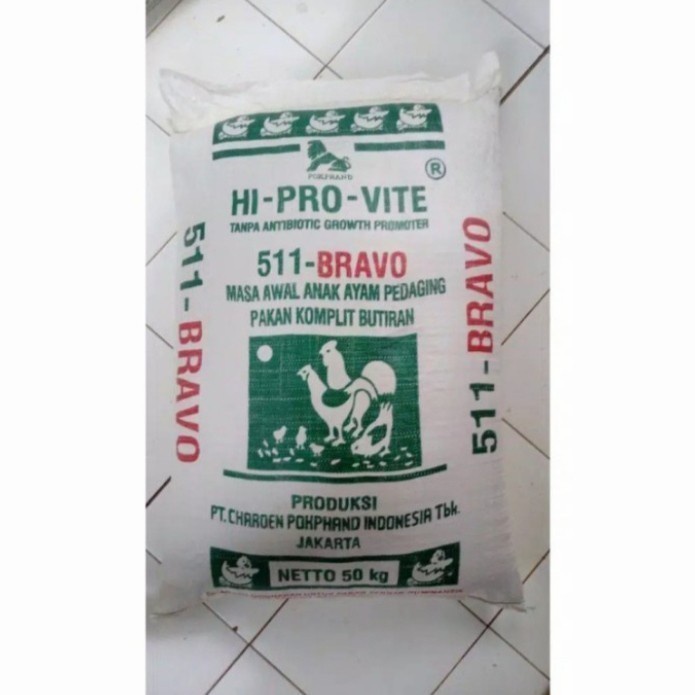 POKPHAND
®
HI-PRO-VITE
TANPA ANTIBIOTIC GROWTH PROMOTER
511-BRAVO
MASA AWAL ANAK AYAM PEDAGING
PAKAN KOMPLIT BUTIRAN
511-BRAVO
511-BRAVO
PRODUKSI
PT. CHAROEN POKPHAND INDONESIA Tbk.
JAKARTA
NETTO 50 kg